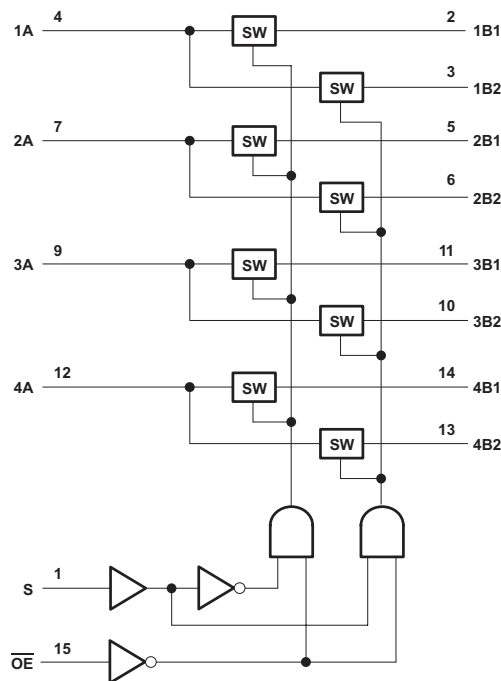 1A 4 SW 2 1B1
SW 3 1B2
2A 7 SW 5 2B1
SW 6 2B2
3A 9 SW 11 3B1
SW 10 3B2
4A 12 SW 14 4B1
SW 13 4B2
S 1
O̅E̅ 15